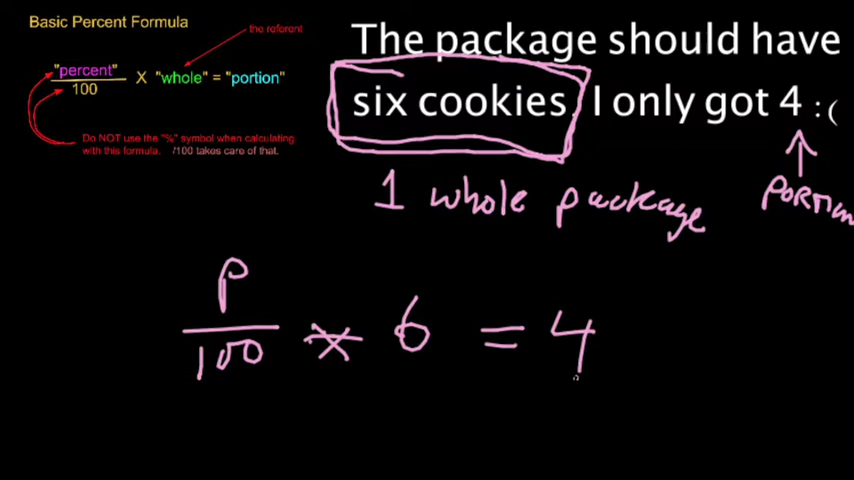 Basic Percent Formula
the referent
"percent"
100
X "whole" = "portion"
Do NOT use the "%" symbol when calculating
with this formula. /100 takes care of that.
The package should have
six cookies. I only got 4 :(
1 whole package
PORTION
P
100
* 6 = 4